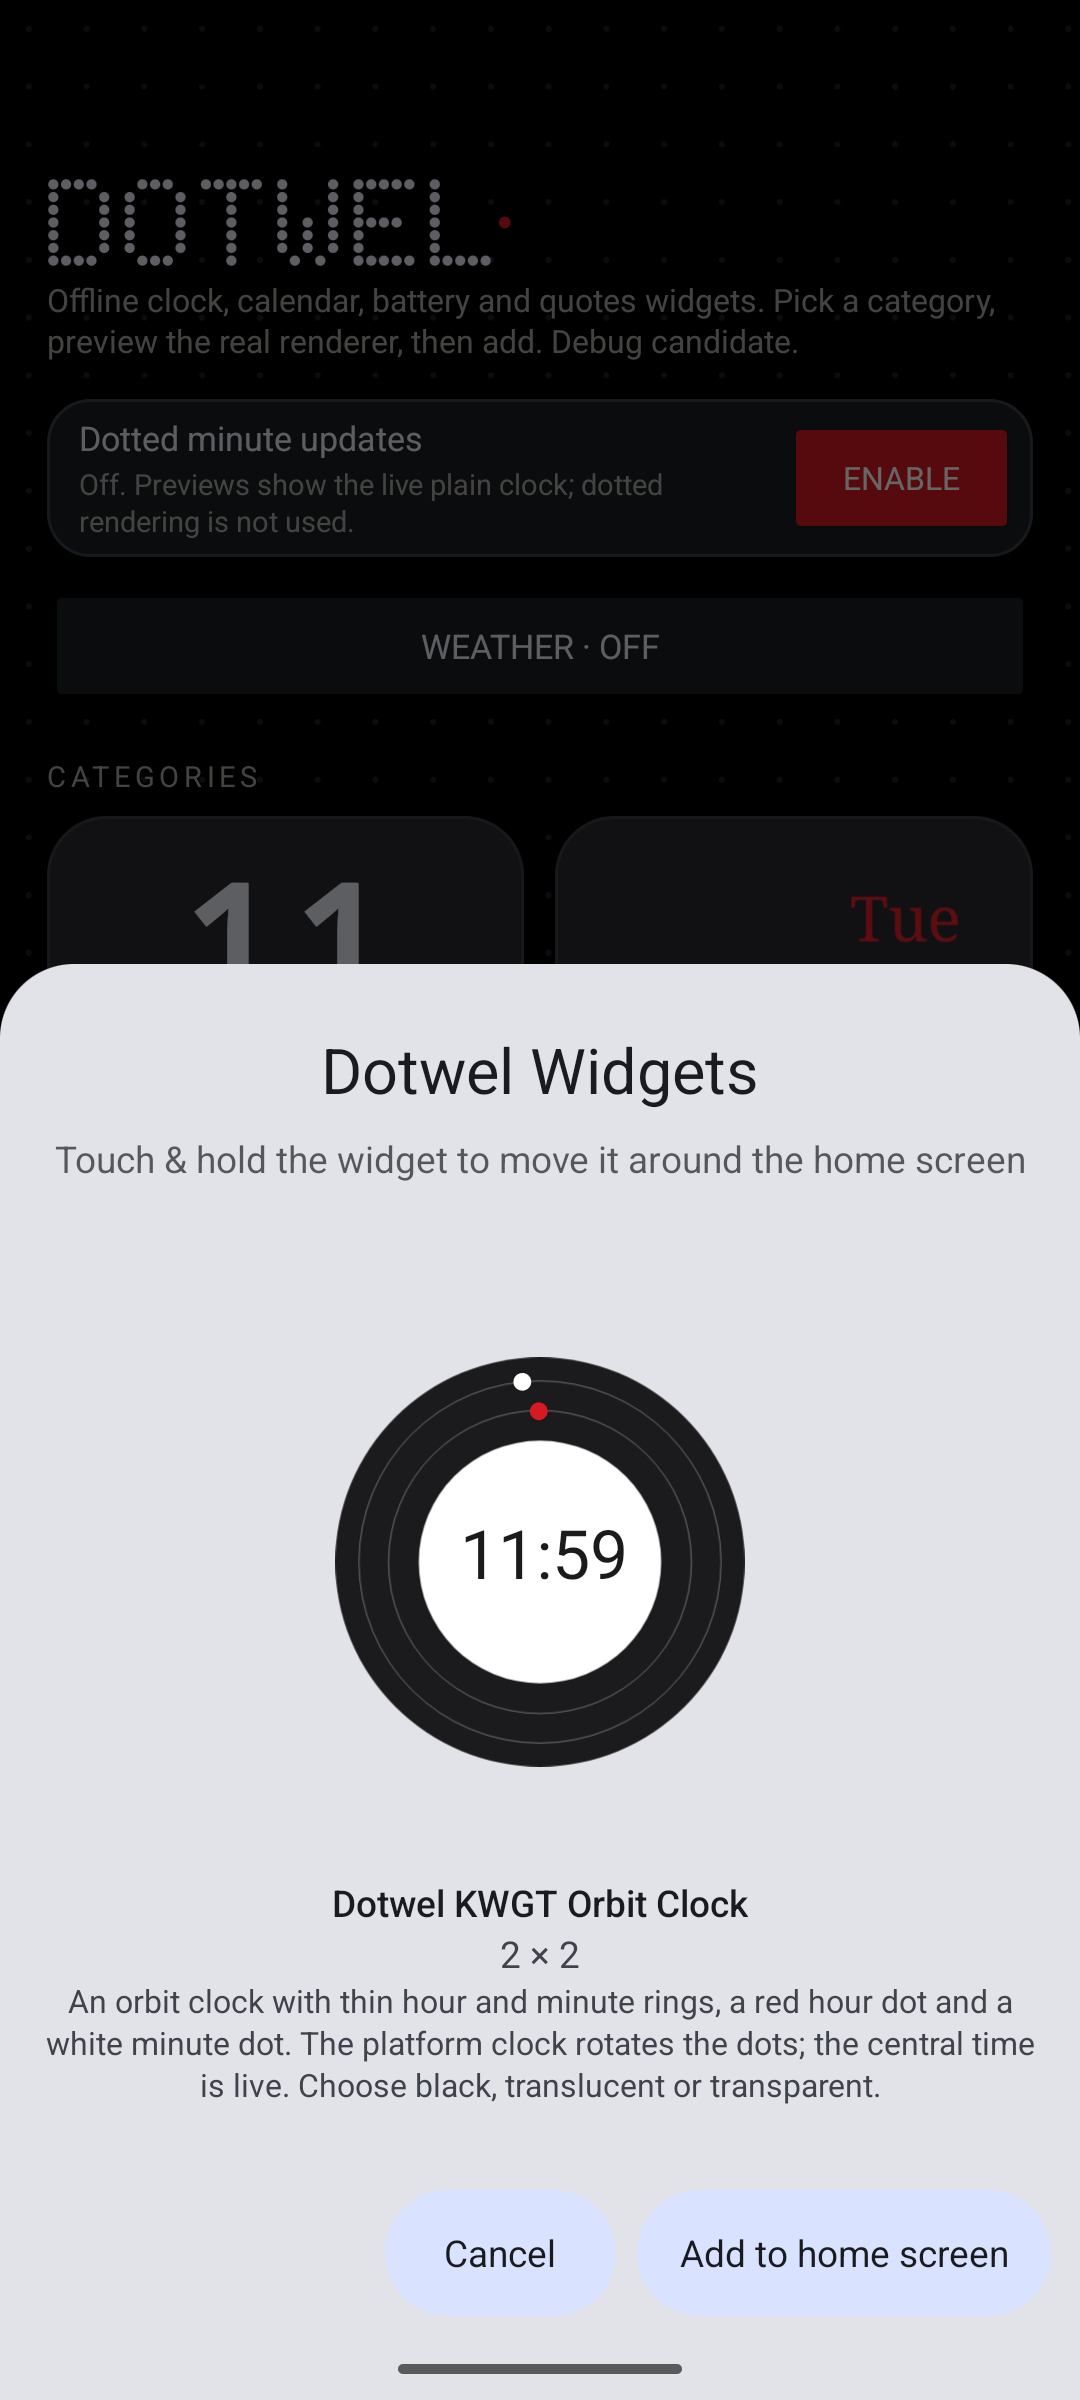 DOTWEL
Offline clock, calendar, battery and quotes widgets. Pick a category,
preview the real renderer, then add. Debug candidate.
Dotted minute updates
Off. Previews show the live plain clock; dotted
rendering is not used.
ENABLE
WEATHER · OFF
CATEGORIES
11
Tue
Dotwel Widgets
Touch & hold the widget to move it around the home screen
11:59
Dotwel KWGT Orbit Clock
2 × 2
An orbit clock with thin hour and minute rings, a red hour dot and a
white minute dot. The platform clock rotates the dots; the central time
is live. Choose black, translucent or transparent.
Cancel
Add to home screen